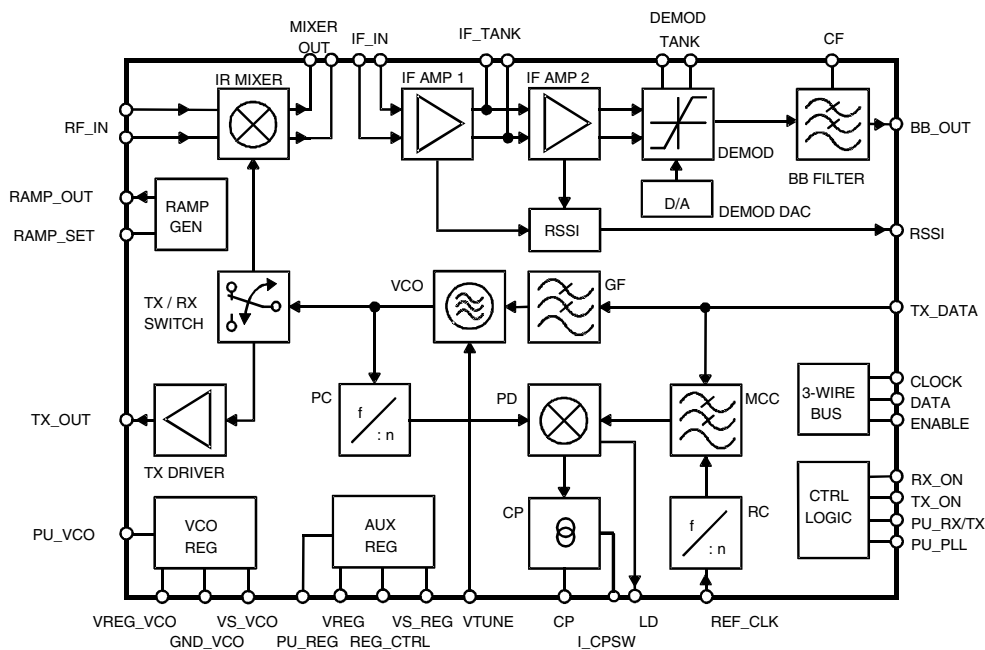 DEMOD
MIXER
OUT
IF_IN
IF_TANK
TANK
CF
IR MIXER
IF AMP 1
IF AMP 2
RF_IN
BB_OUT
DEMOD
BB FILTER
RAMP_OUT
RAMP
GEN
D/A
DEMOD DAC
RAMP_SET
RSSI
RSSI
VCO
GF
TX / RX
SWITCH
TX_DATA
PC
PD
MCC
3-WIRE
BUS
CLOCK
DATA
ENABLE
TX_OUT
f
: n
TX DRIVER
CP
RC
CTRL
LOGIC
RX_ON
TX_ON
PU_RX/TX
PU_PLL
PU_VCO
VCO
REG
AUX
REG
f
: n
VREG_VCO
VS_VCO
VREG
VS_REG
VTUNE
CP
LD
REF_CLK
GND_VCO
PU_REG
REG_CTRL
I_CPSW